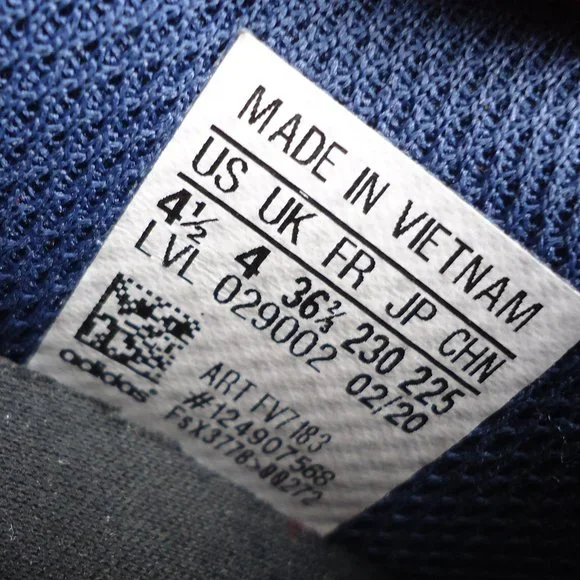 MADE IN VIETNAM
US UK FR JP CHN
4½ 4 36⅔ 230 225
LVL 029002 02/20
adidas
ART FV7183
#124907568
FsX3778>00272